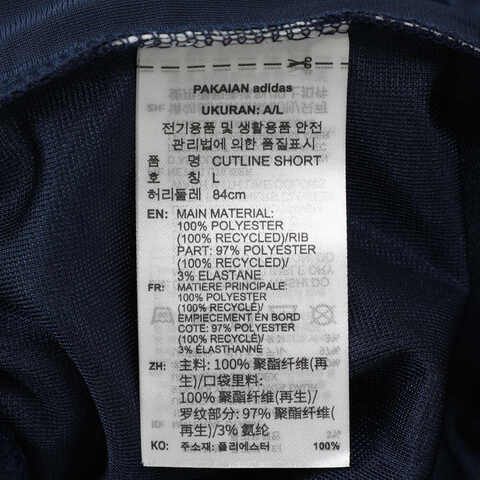 PAKAIAN adidas
UKURAN: A/L
전기용품 및 생활용품 안전
관리법에 의한 품질표시
품 명 CUTLINE SHORT
호 칭 L
허리둘레 84cm
EN: MAIN MATERIAL:
100% POLYESTER
(100% RECYCLED)/RIB
PART: 97% POLYESTER
(100% RECYCLED)/
3% ELASTANE
FR: MATIERE PRINCIPALE:
100% POLYESTER
(100% RECYCLÉ)/
EMPIECEMENT EN BORD
COTE: 97% POLYESTER
(100% RECYCLÉ)/
3% ÉLASTHANNE
ZH: 主料: 100% 聚酯纤维(再
生)/口袋里料:
100% 聚酯纤维(再生)/
罗纹部分: 97% 聚酯纤维(再
生)/3% 氨纶
KO: 주소재: 폴리에스터 100%